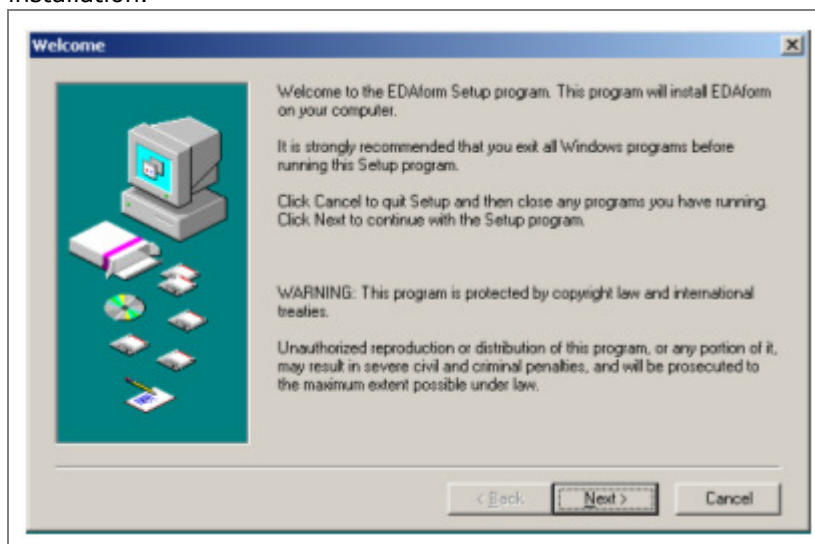 installation.
Welcome
Welcome to the EDAform Setup program. This program will install EDAform
on your computer.
It is strongly recommended that you exit all Windows programs before
running this Setup program.
Click Cancel to quit Setup and then close any programs you have running.
Click Next to continue with the Setup program.
WARNING: This program is protected by copyright law and international
treaties.
Unauthorized reproduction or distribution of this program, or any portion of it,
may result in severe civil and criminal penalties, and will be prosecuted to
the maximum extent possible under law.
< Back Next > Cancel